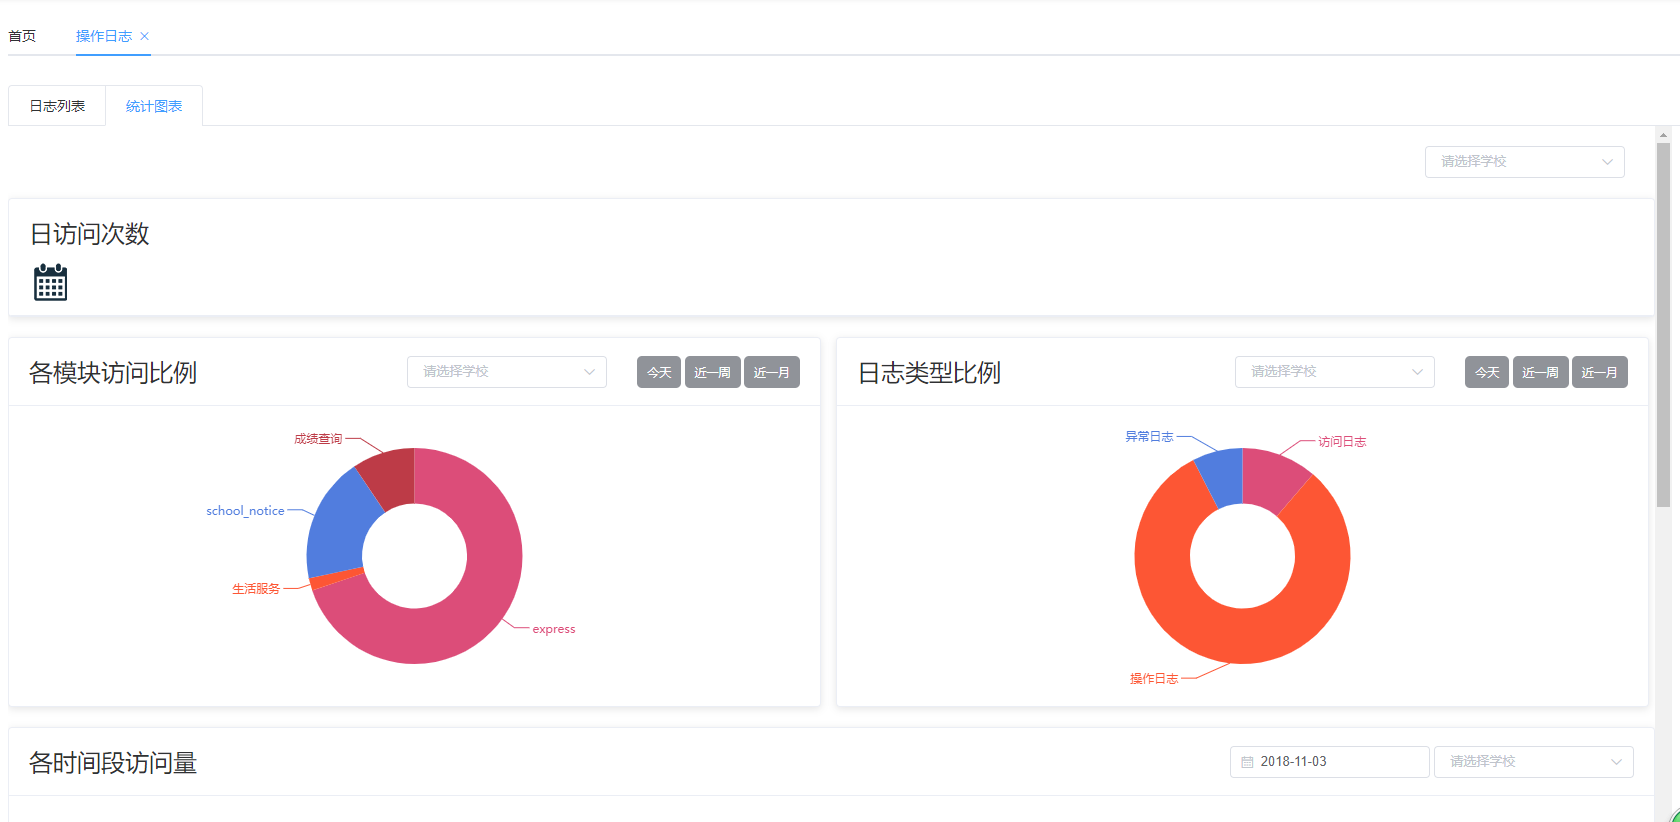 首页 操作日志
日志列表 统计图表
请选择学校
日访问次数
各模块访问比例 请选择学校 今天 近一周 近一月
成绩查询
school_notice
生活服务
express
日志类型比例 请选择学校 今天 近一周 近一月
异常日志
访问日志
操作日志
各时间段访问量 2018-11-03 请选择学校